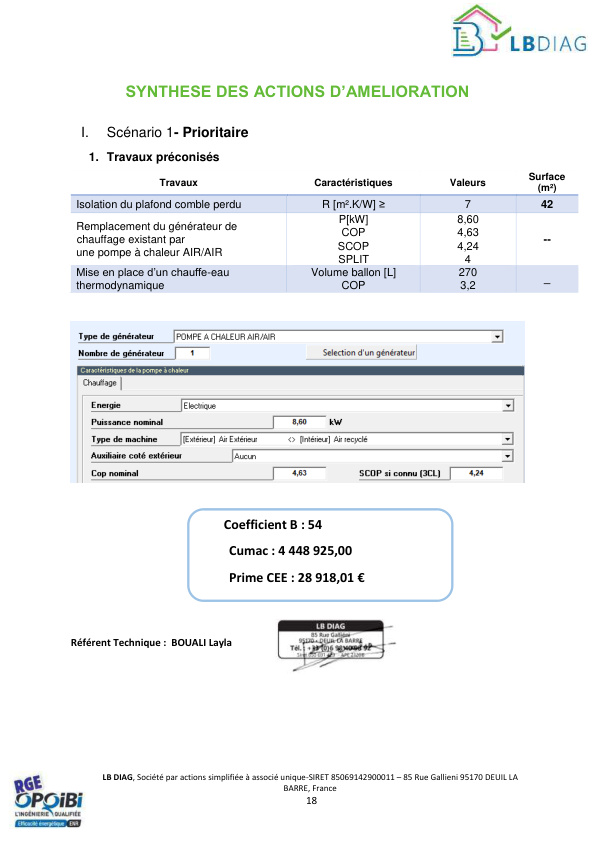 LBDIAG
SYNTHESE DES ACTIONS D'AMELIORATION
I. Scénario 1- Prioritaire
1. Travaux préconisés
Travaux Caractéristiques Valeurs Surface (m²)
Isolation du plafond comble perdu R [m².K/W] ≥ 7 42
Remplacement du générateur de
chauffage existant par
une pompe à chaleur AIR/AIR
P[kW] 8,60
COP 4,63
SCOP 4,24
SPLIT 4
--
Mise en place d'un chauffe-eau
thermodynamique
Volume ballon [L] 270
COP 3,2
_
Type de générateur POMPE A CHALEUR AIR/AIR
Nombre de générateur 1 Selection d'un générateur
Caractéristiques de la pompe à chaleur
Chauffage
Energie Electrique
Puissance nominal 8,60 kW
Type de machine [Extérieur] Air Extérieur <> [Intérieur] Air recyclé
Auxiliaire coté extérieur Aucun
Cop nominal 4,63 SCOP si connu (3CL) 4,24
Coefficient B : 54
Cumac : 4 448 925,00
Prime CEE : 28 918,01 €
Référent Technique : BOUALI Layla
LB DIAG
85 Rue Gallieni
95170 - DEUIL LA BARRE
Tél. :
LB DIAG, Société par actions simplifiée à associé unique-SIRET 85069142900011 – 85 Rue Gallieni 95170 DEUIL LA
BARRE, France
18
RGE
OPQiBi
L'INGÉNIERIE QUALIFIÉE
Efficacité énergétique ENR